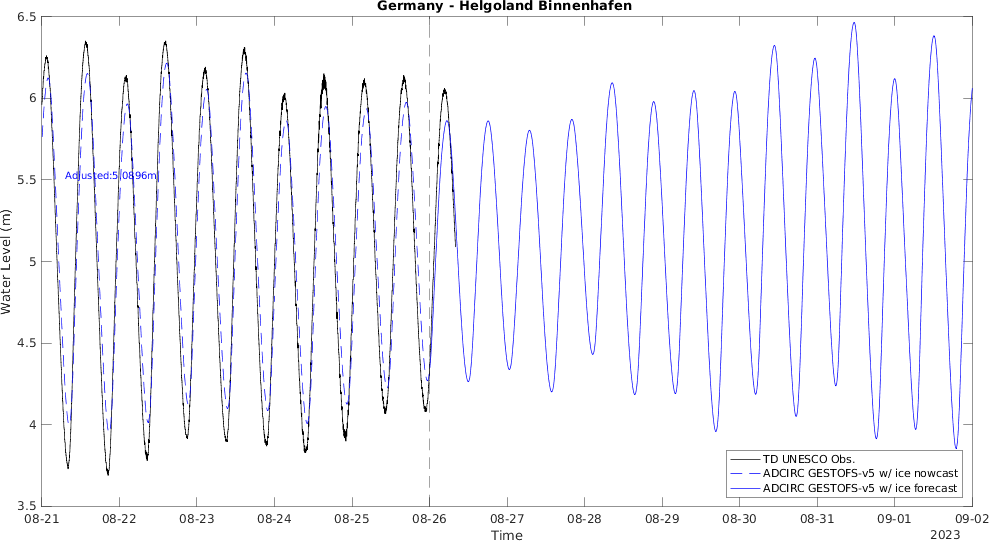 Germany - Helgoland Binnenhafen
6.5
6
5.5
5
4.5
4
3.5
Water Level (m)
Adjusted:5.0896m
TD UNESCO Obs.
ADCIRC GESTOFS-v5 w/ ice nowcast
ADCIRC GESTOFS-v5 w/ ice forecast
08-21 08-22 08-23 08-24 08-25 08-26 08-27 08-28 08-29 08-30 08-31 09-01 09-02
Time
2023